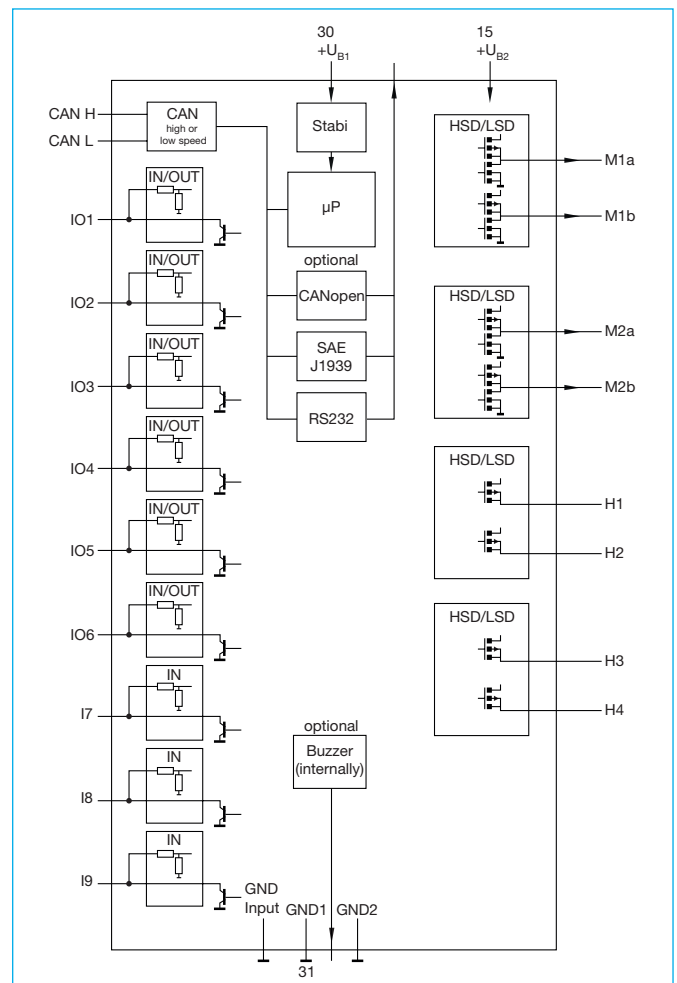 30
+UB1
15
+UB2
CAN H
CAN L
CAN
high or
low speed
Stabi
µP
optional
CANopen
SAE
J1939
RS232
IN/OUT
IO1
IN/OUT
IO2
IN/OUT
IO3
IN/OUT
IO4
IN/OUT
IO5
IN/OUT
IO6
IN
I7
IN
I8
IN
I9
HSD/LSD
M1a
M1b
HSD/LSD
M2a
M2b
HSD/LSD
H1
H2
HSD/LSD
H3
H4
optional
Buzzer
(internally)
GND
Input
GND1
GND2
31